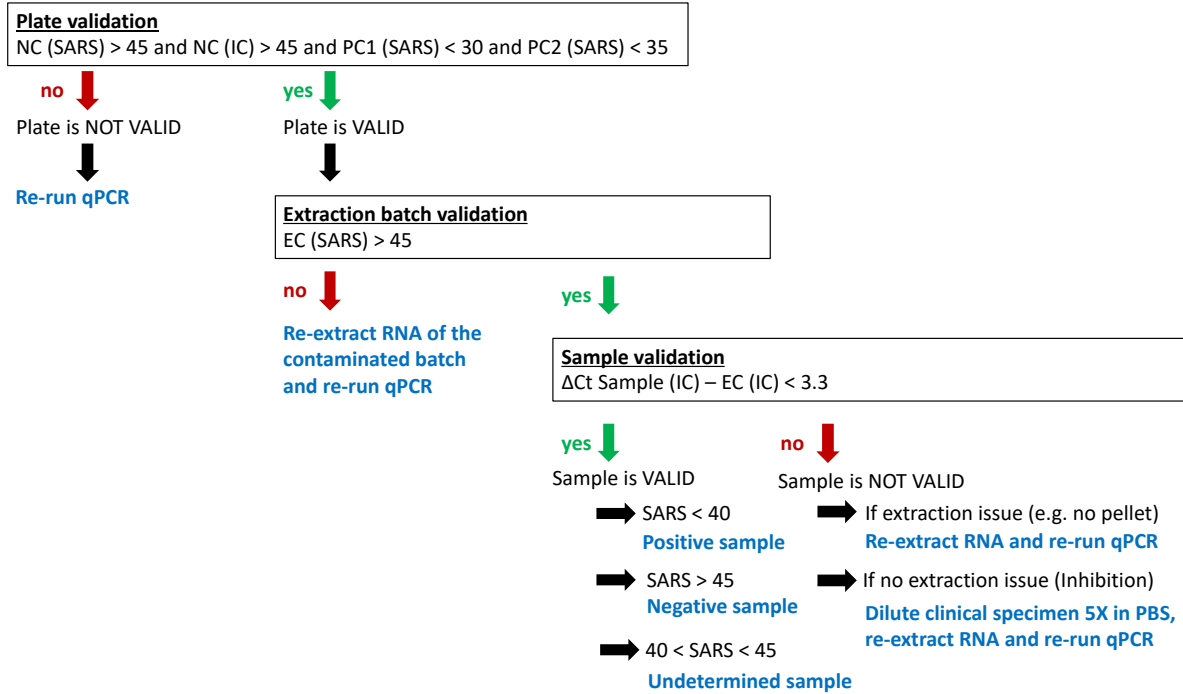 Plate validation
NC (SARS) > 45 and NC (IC) > 45 and PC1 (SARS) < 30 and PC2 (SARS) < 35
no
yes
Plate is NOT VALID
Plate is VALID
Re-run qPCR
Extraction batch validation
EC (SARS) > 45
no
yes
Re-extract RNA of the
contaminated batch
and re-run qPCR
Sample validation
ΔCt Sample (IC) – EC (IC) < 3.3
yes
no
Sample is VALID
Sample is NOT VALID
SARS < 40
Positive sample
If extraction issue (e.g. no pellet)
Re-extract RNA and re-run qPCR
SARS > 45
Negative sample
If no extraction issue (Inhibition)
Dilute clinical specimen 5X in PBS,
re-extract RNA and re-run qPCR
40 < SARS < 45
Undetermined sample